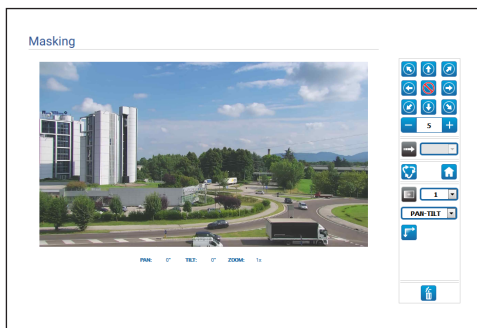 Masking
5
1
PAN-TILT
PAN: 0° TILT: 0° ZOOM: 1x